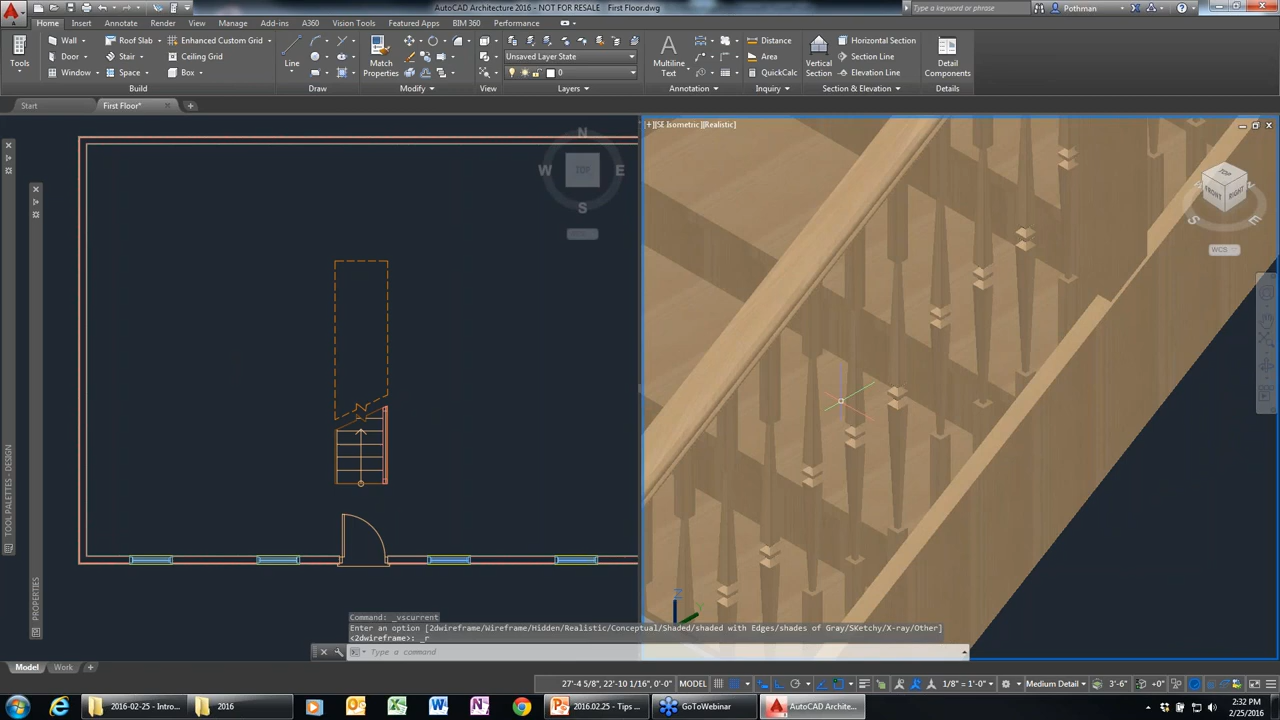 AutoCAD Architecture 2016 - NOT FOR RESALE First Floor.dwg
Type a keyword or phrase
Pothman
Home Insert Annotate Render View Manage Add-ins A360 Vision Tools Featured Apps BIM 360 Performance
Tools
Wall
Door
Window
Roof Slab
Stair
Space
Enhanced Custom Grid
Ceiling Grid
Box
Build
Line
Draw
Match Properties
Modify
View
Unsaved Layer State
0
Layers
Multiline Text
Annotation
Distance
Area
QuickCalc
Inquiry
Vertical Section
Horizontal Section
Section Line
Elevation Line
Section & Elevation
Detail Components
Details
Start First Floor*
[+][SE Isometric][Realistic]
N
W TOP E
S
TOP
FRONT RIGHT
S E
WCS
TOOL PALETTES - DESIGN
PROPERTIES
Z
Command: _vscurrent
Enter an option [2dwireframe/Wireframe/Hidden/Realistic/Conceptual/Shaded/shaded with Edges/shades of Gray/SKetchy/X-ray/Other]
<2dwireframe>: _r
Type a command
Model Work
27'-4 5/8", 22'-10 1/16", 0'-0" MODEL 1/8" = 1'-0" Medium Detail 3'-6" +0"
2016-02-25 - Intro... 2016 2016.02.25 - Tips ... GoToWebinar AutoCAD Architectu...
2:32 PM
2/25/2016